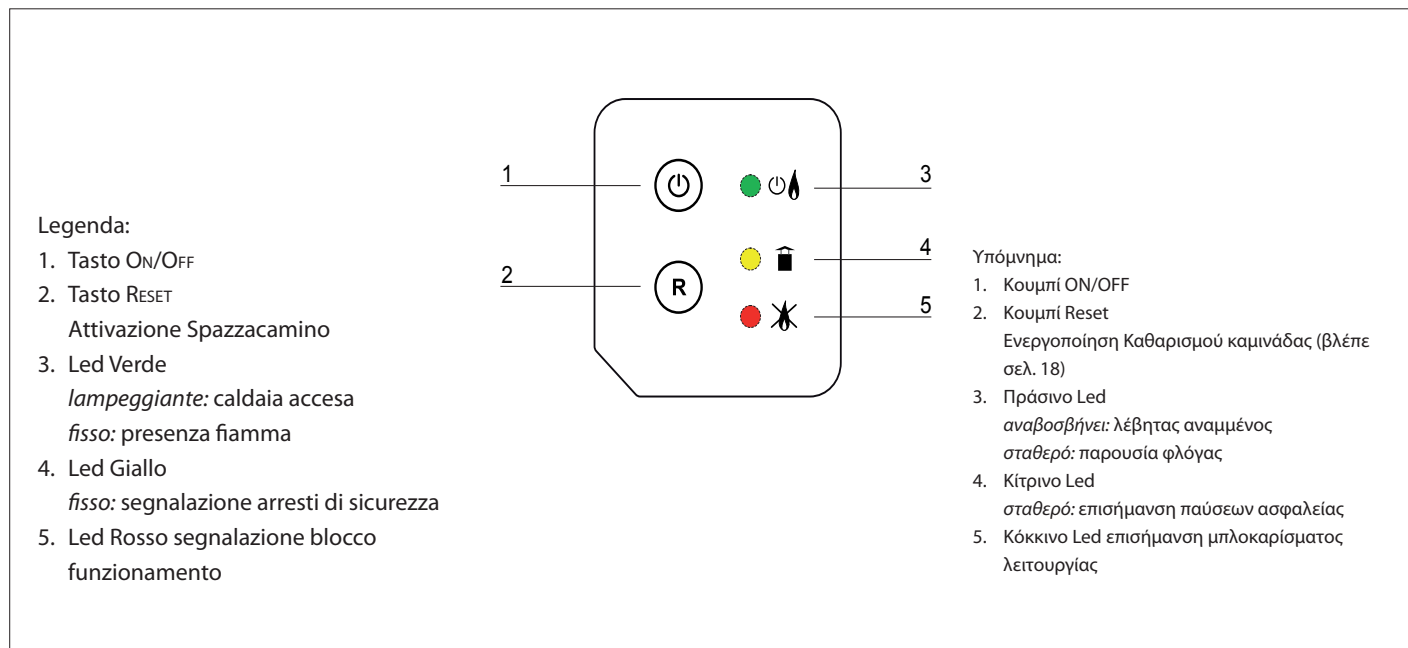 Legenda:
1. Tasto ON/OFF
2. Tasto RESET
Attivazione Spazzacamino
3. Led Verde
lampeggiante: caldaia accesa
fisso: presenza fiamma
4. Led Giallo
fisso: segnalazione arresti di sicurezza
5. Led Rosso segnalazione blocco
funzionamento
1
2
R
3
4
5
Υπόμνημα:
1. Κουμπί ON/OFF
2. Κουμπί Reset
Ενεργοποίηση Καθαρισμού καμινάδας (βλέπε
σελ. 18)
3. Πράσινο Led
αναβοσβήνει: λέβητας αναμμένος
σταθερό: παρουσία φλόγας
4. Κίτρινο Led
σταθερό: επισήμανση παύσεων ασφαλείας
5. Κόκκινο Led επισήμανση μπλοκαρίσματος
λειτουργίας